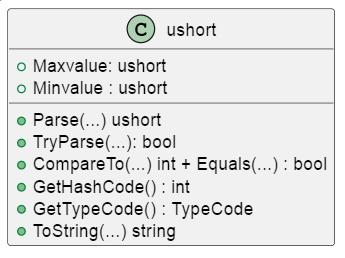 C ushort
Maxvalue: ushort
Minvalue : ushort
Parse(...) ushort
TryParse(...): bool
CompareTo(...) int + Equals(...) : bool
GetHashCode() : int
GetTypeCode() : TypeCode
ToString(...) string